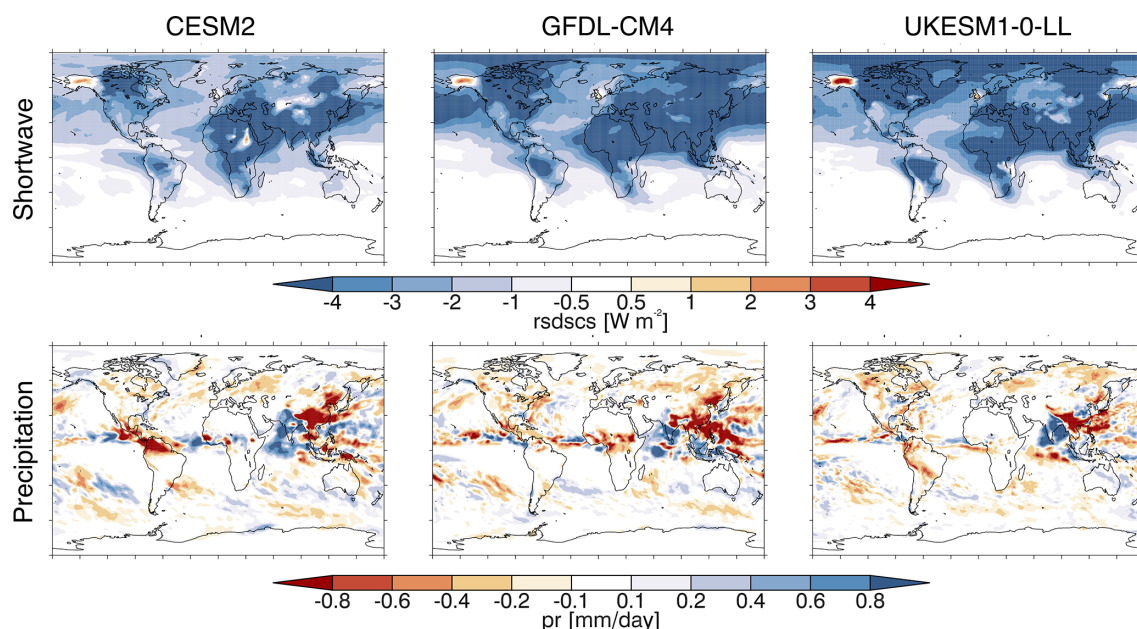 CESM2 GFDL-CM4 UKESM1-0-LL
Shortwave
-4 -3 -2 -1 -0.5 0.5 1 2 3 4
rsdscs [W m⁻²]
Precipitation
-0.8 -0.6 -0.4 -0.2 -0.1 0.1 0.2 0.4 0.6 0.8
pr [mm/day]